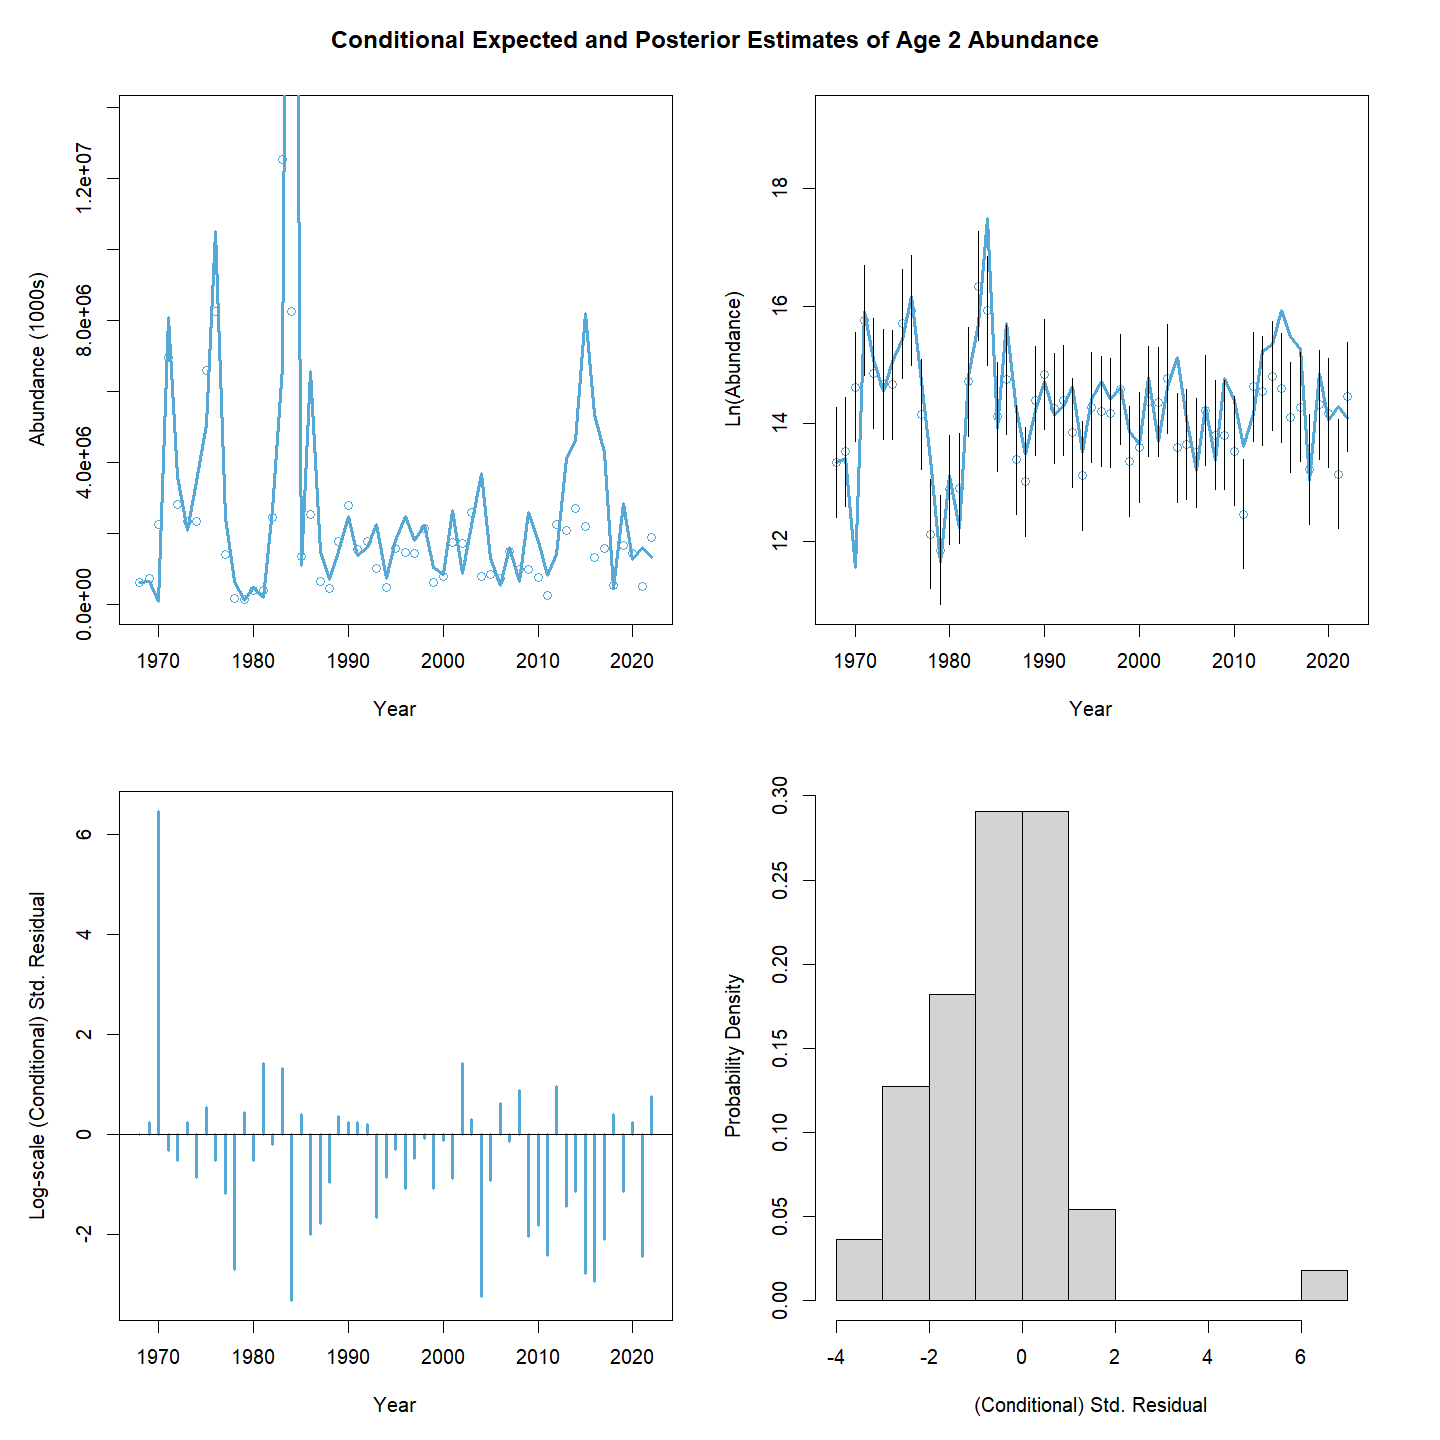 Conditional Expected and Posterior Estimates of Age 2 Abundance
Abundance (1000s)
0.0e+00
4.0e+06
8.0e+06
1.2e+07
1970 1980 1990 2000 2010 2020
Year
Ln(Abundance)
12
14
16
18
1970 1980 1990 2000 2010 2020
Year
Log-scale (Conditional) Std. Residual
-2
0
2
4
6
1970 1980 1990 2000 2010 2020
Year
Probability Density
0.00
0.05
0.10
0.15
0.20
0.25
0.30
-4 -2 0 2 4 6
(Conditional) Std. Residual